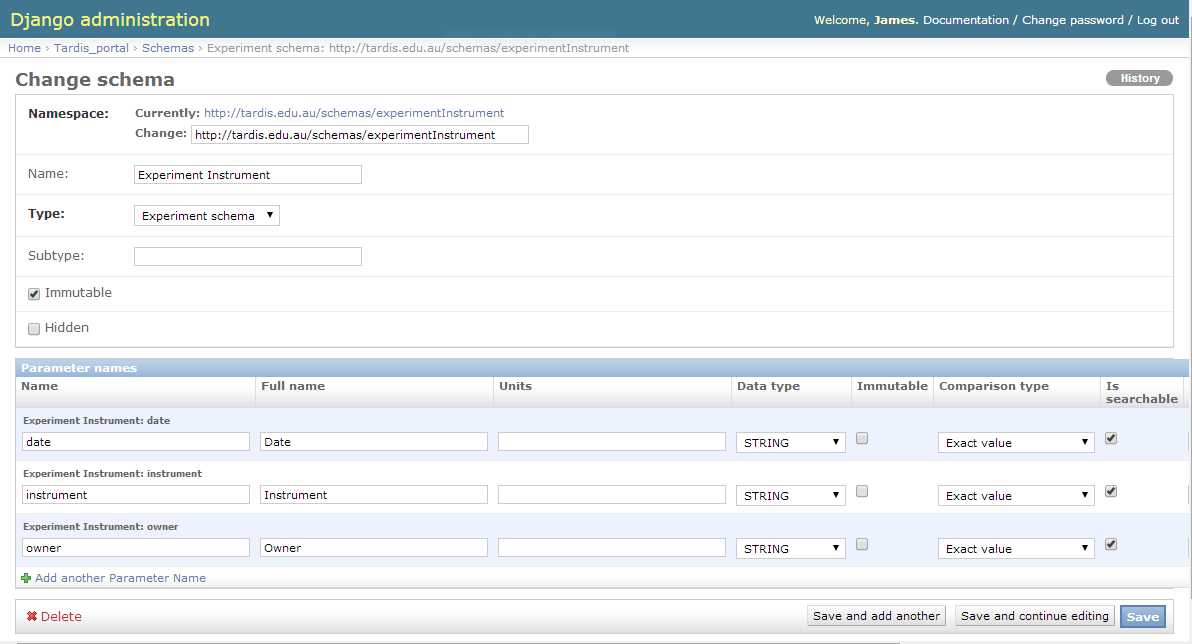 Django administration
Welcome, James. Documentation / Change password / Log out
Home › Tardis_portal › Schemas › Experiment schema: http://tardis.edu.au/schemas/experimentInstrument
Change schema
History
Namespace:
Currently: http://tardis.edu.au/schemas/experimentInstrument
Change: http://tardis.edu.au/schemas/experimentInstrument
Name: Experiment Instrument
Type: Experiment schema
Subtype:
Immutable
Hidden
Parameter names
Name Full name Units Data type Immutable Comparison type Is searchable
Experiment Instrument: date
date Date STRING Exact value
Experiment Instrument: instrument
instrument Instrument STRING Exact value
Experiment Instrument: owner
owner Owner STRING Exact value
Add another Parameter Name
Delete Save and add another Save and continue editing Save